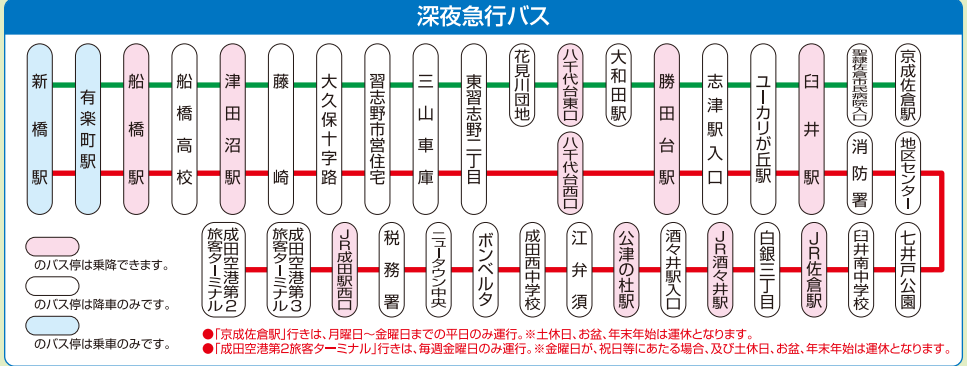 深夜急行バス
新橋駅
有楽町駅
船橋駅
船橋高校
津田沼駅
藤崎
大久保十字路
習志野市営住宅
三山車庫
東習志野二丁目
花見川団地
八千代台東口
大和田駅
勝田台駅
志津駅入口
ユーカリが丘駅
臼井駅
聖隷佐倉市民病院入口
京成佐倉駅
八千代台西口
消防署
地区センター
成田空港第2旅客ターミナル
成田空港第3旅客ターミナル
JR成田駅西口
税務署
ニュータウン中央
ボンベルタ
成田西中学校
江弁須
公津の杜駅
酒々井駅入口
JR酒々井駅
白銀三丁目
JR佐倉駅
臼井南中学校
七井戸公園
のバス停は乗降できます。
のバス停は降車のみです。
のバス停は乗車のみです。
●「京成佐倉駅」行きは、月曜日〜金曜日までの平日のみ運行。※土休日、お盆、年末年始は運休となります。
●「成田空港第2旅客ターミナル」行きは、毎週金曜日のみ運行。※金曜日が、祝日等にあたる場合、及び土休日、お盆、年末年始は運休となります。